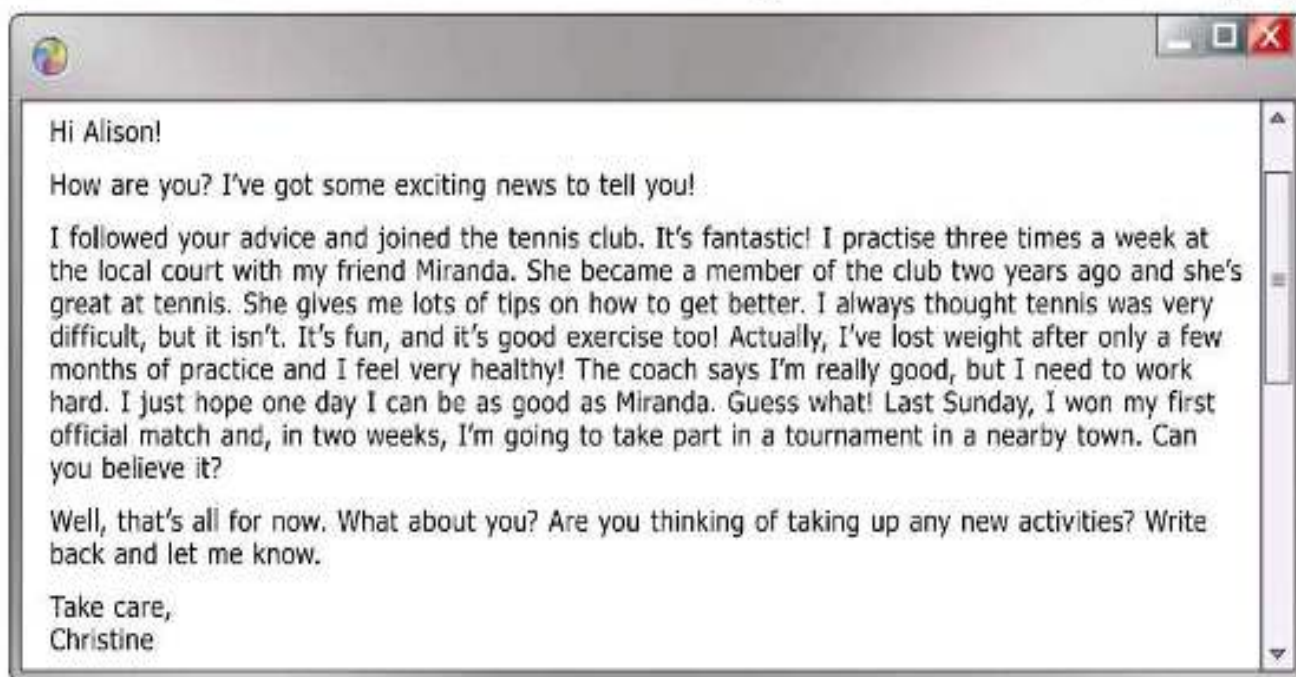 Hi Alison!
How are you? I've got some exciting news to tell you!
I followed your advice and joined the tennis club. It's fantastic! I practise three times a week at
the local court with my friend Miranda. She became a member of the club two years ago and she's
great at tennis. She gives me lots of tips on how to get better. I always thought tennis was very
difficult, but it isn't. It's fun, and it's good exercise too! Actually, I've lost weight after only a few
months of practice and I feel very healthy! The coach says I'm really good, but I need to work
hard. I just hope one day I can be as good as Miranda. Guess what! Last Sunday, I won my first
official match and, in two weeks, I'm going to take part in a tournament in a nearby town. Can
you believe it?
Well, that's all for now. What about you? Are you thinking of taking up any new activities? Write
back and let me know.
Take care,
Christine